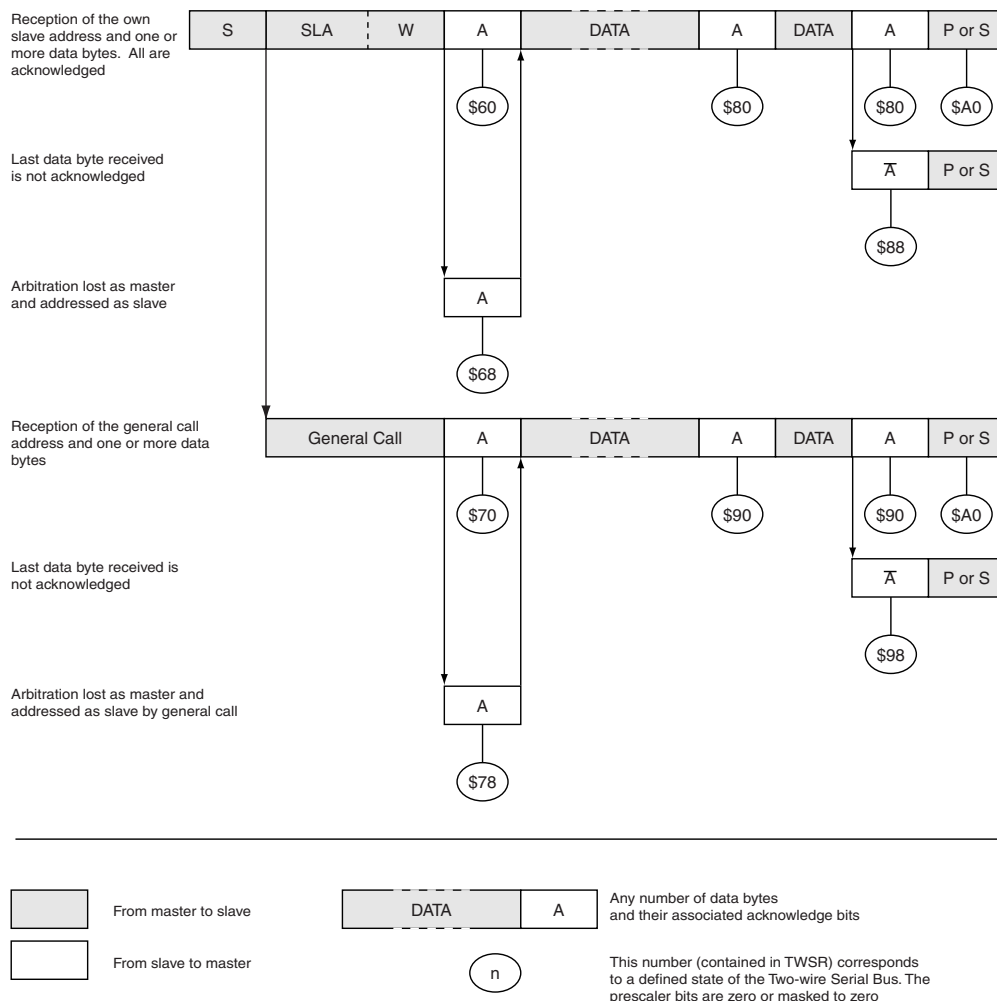 Reception of the own
slave address and one or
more data bytes. All are
acknowledged
S SLA W A DATA A DATA A P or S
$60 $80 $80 $A0
Last data byte received
is not acknowledged
A̅ P or S
$88
Arbitration lost as master
and addressed as slave
A
$68
Reception of the general call
address and one or more data
bytes
General Call A DATA A DATA A P or S
$70 $90 $90 $A0
Last data byte received is
not acknowledged
A̅ P or S
$98
Arbitration lost as master and
addressed as slave by general call
A
$78
From master to slave
DATA A
Any number of data bytes
and their associated acknowledge bits
From slave to master
n
This number (contained in TWSR) corresponds
to a defined state of the Two-wire Serial Bus. The
prescaler bits are zero or masked to zero